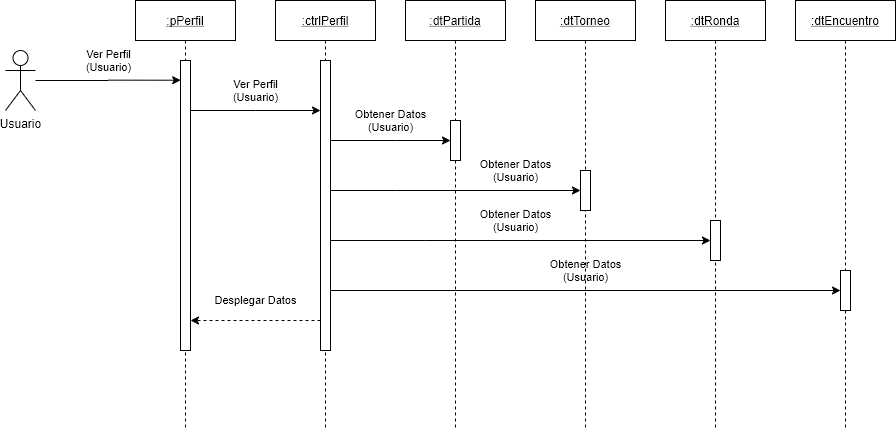 :pPerfil
:ctrlPerfil
:dtPartida
:dtTorneo
:dtRonda
:dtEncuentro
Ver Perfil
(Usuario)
Usuario
Ver Perfil
(Usuario)
Obtener Datos
(Usuario)
Obtener Datos
(Usuario)
Obtener Datos
(Usuario)
Obtener Datos
(Usuario)
Desplegar Datos